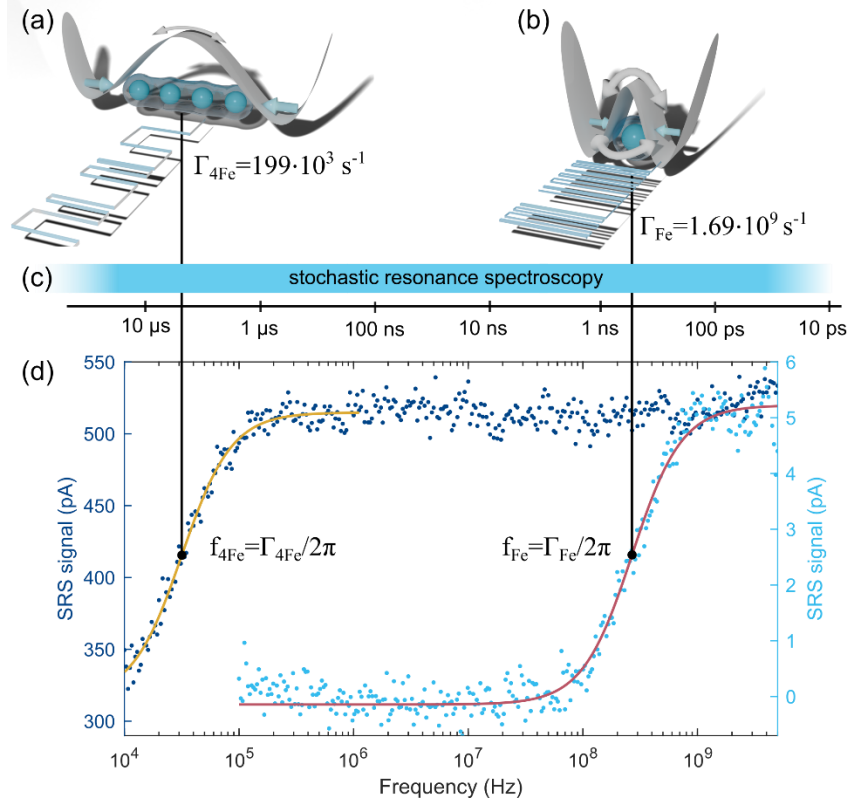 (a)
(b)
Γ4Fe=199·10³ s⁻¹
ΓFe=1.69·10⁹ s⁻¹
(c)
stochastic resonance spectroscopy
10 µs 1 µs 100 ns 10 ns 1 ns 100 ps 10 ps
(d)
550
500
450
400
350
300
SRS signal (pA)
f4Fe=Γ4Fe/2π
fFe=ΓFe/2π
6
5
4
3
2
1
0
SRS signal (pA)
10⁴ 10⁵ 10⁶ 10⁷ 10⁸ 10⁹
Frequency (Hz)